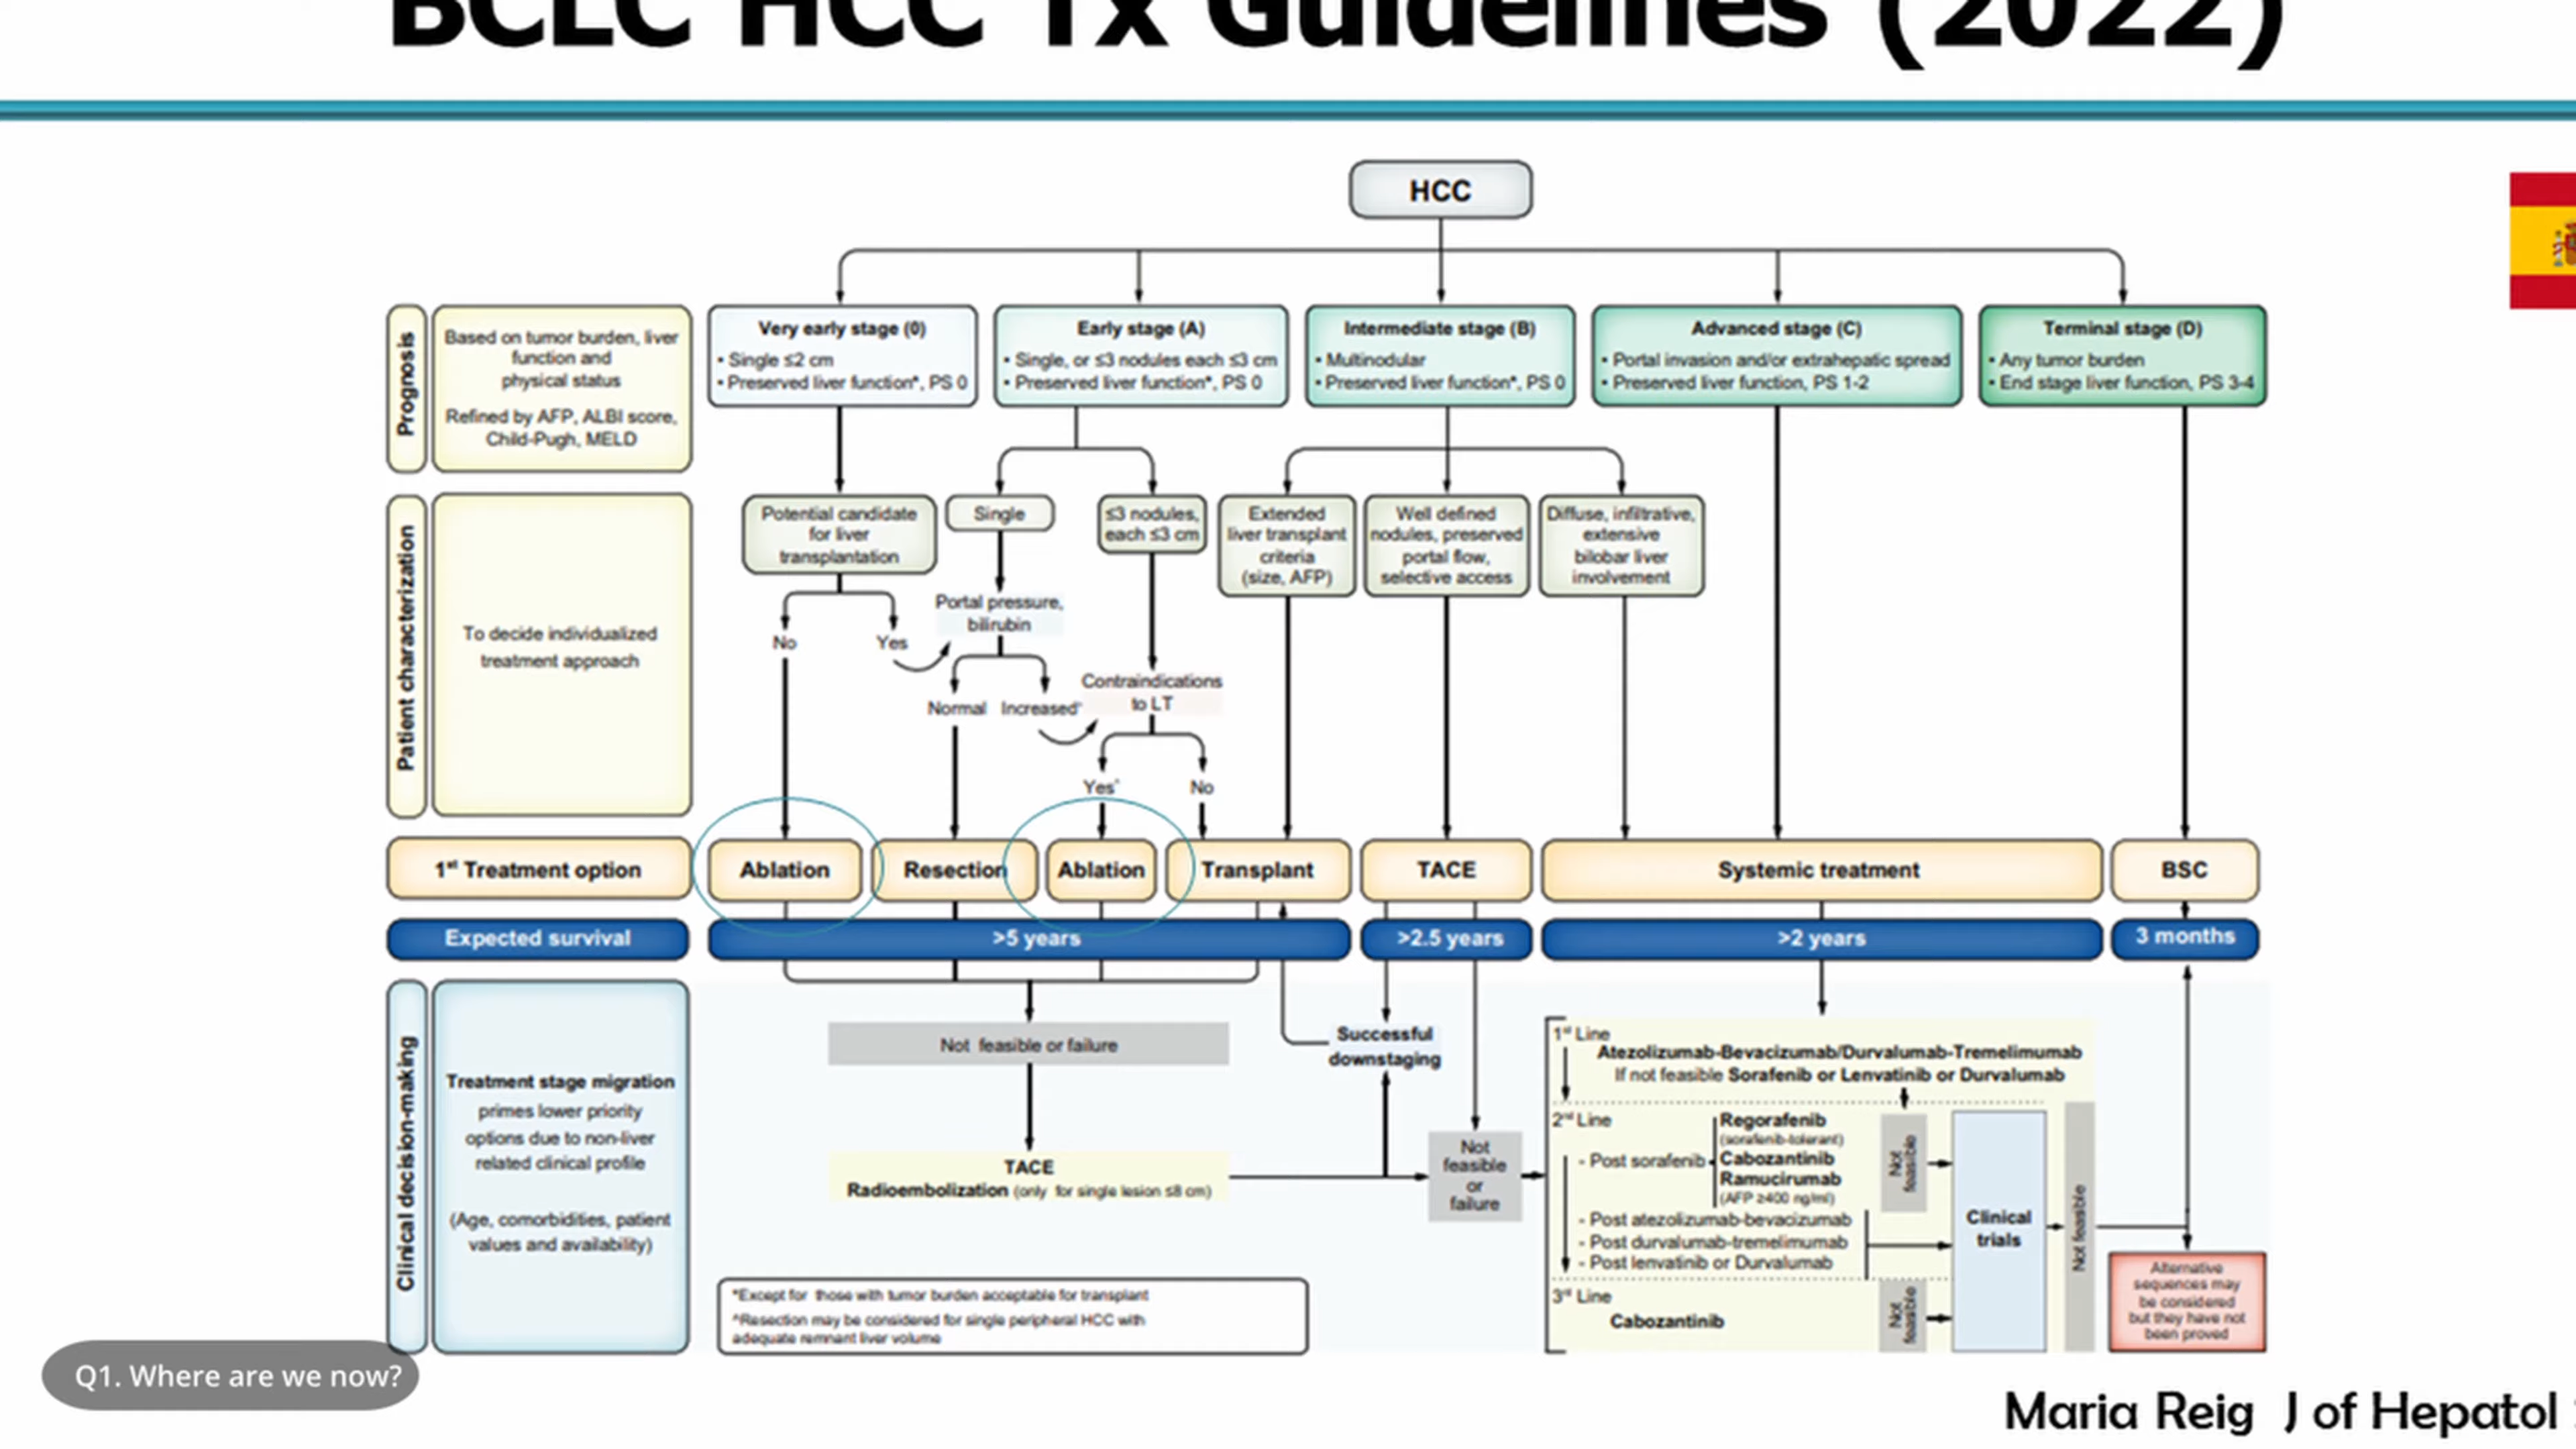 BCLC HCC Tx Guidelines (2022)
HCC
Prognosis
Based on tumor burden, liver
function and
physical status
Refined by AFP, ALBI score,
Child-Pugh, MELD
Very early stage (0)
• Single ≤2 cm
• Preserved liver function*, PS 0
Early stage (A)
• Single, or ≤3 nodules each ≤3 cm
• Preserved liver function*, PS 0
Intermediate stage (B)
• Multinodular
• Preserved liver function*, PS 0
Advanced stage (C)
• Portal invasion and/or extrahepatic spread
• Preserved liver function, PS 1-2
Terminal stage (D)
• Any tumor burden
• End stage liver function, PS 3-4
Patient characterization
To decide individualized
treatment approach
Potential candidate
for liver
transplantation
Single
≤3 nodules,
each ≤3 cm
Extended
liver transplant
criteria
(size, AFP)
Well defined
nodules, preserved
portal flow,
selective access
Diffuse, infiltrative,
extensive
bilobar liver
involvement
Portal pressure,
bilirubin
No
Yes
Normal
Increased
Contraindications
to LT
Yes
No
1st Treatment option
Ablation
Resection
Ablation
Transplant
TACE
Systemic treatment
BSC
Expected survival
>5 years
>2.5 years
>2 years
3 months
Clinical decision-making
Treatment stage migration
primes lower priority
options due to non-liver
related clinical profile
(Age, comorbidities, patient
values and availability)
Not feasible or failure
TACE
Radioembolization (only for single lesion ≤8 cm)
Successful
downstaging
Not
feasible
or
failure
1st Line
Atezolizumab-Bevacizumab/Durvalumab-Tremelimumab
If not feasible Sorafenib or Lenvatinib or Durvalumab
2nd Line
- Post sorafenib
Regorafenib
(sorafenib-tolerant)
Cabozantinib
Ramucirumab
(AFP ≥400 ng/ml)
- Post atezolizumab-bevacizumab
- Post durvalumab-tremelimumab
- Post lenvatinib or Durvalumab
3rd Line
Cabozantinib
Not
feasible
Not
feasible
Clinical
trials
Not feasible
Alternative
sequences may
be considered
but they have not
been proved
*Except for those with tumor burden acceptable for transplant
^Resection may be considered for single peripheral HCC with
adequate remnant liver volume
Q1. Where are we now?
Maria Reig J of Hepatol